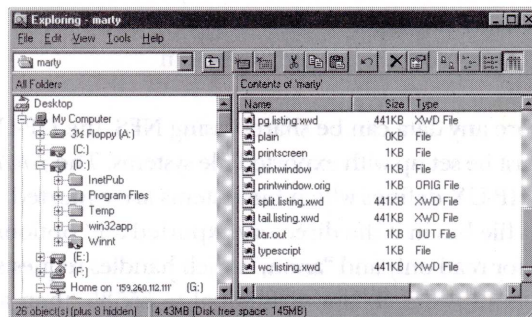 Exploring - marty
File Edit View Tools Help
marty
All Folders
Contents of 'marty'
Desktop
My Computer
3½ Floppy (A:)
(C:)
(D:)
InetPub
Program Files
Temp
win32app
Winnt
(E:)
(F:)
Home on '159.260.112.111' (G:)
Name Size Type
pg.listing.xwd 441KB XWD File
plain 0KB File
printscreen 1KB File
printwindow 1KB File
printwindow.orig 1KB ORIG File
split.listing.xwd 441KB XWD File
tail.listing.xwd 441KB XWD File
tar.out 1KB OUT File
typescript 1KB File
wc.listing.xwd 441KB XWD File
26 object(s) (plus 8 hidden) 4.43MB (Disk free space: 145MB)